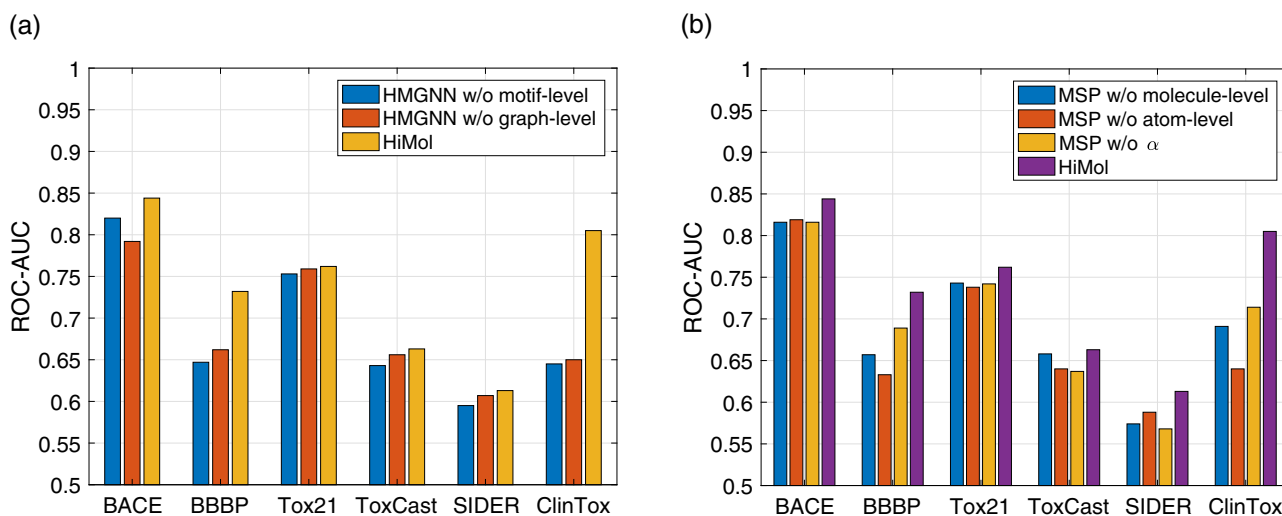 (a)
ROC-AUC
1
0.95
0.9
0.85
0.8
0.75
0.7
0.65
0.6
0.55
0.5
HMGNN w/o motif-level
HMGNN w/o graph-level
HiMol
BACE BBBP Tox21 ToxCast SIDER ClinTox
(b)
ROC-AUC
1
0.95
0.9
0.85
0.8
0.75
0.7
0.65
0.6
0.55
0.5
MSP w/o molecule-level
MSP w/o atom-level
MSP w/o α
HiMol
BACE BBBP Tox21 ToxCast SIDER ClinTox